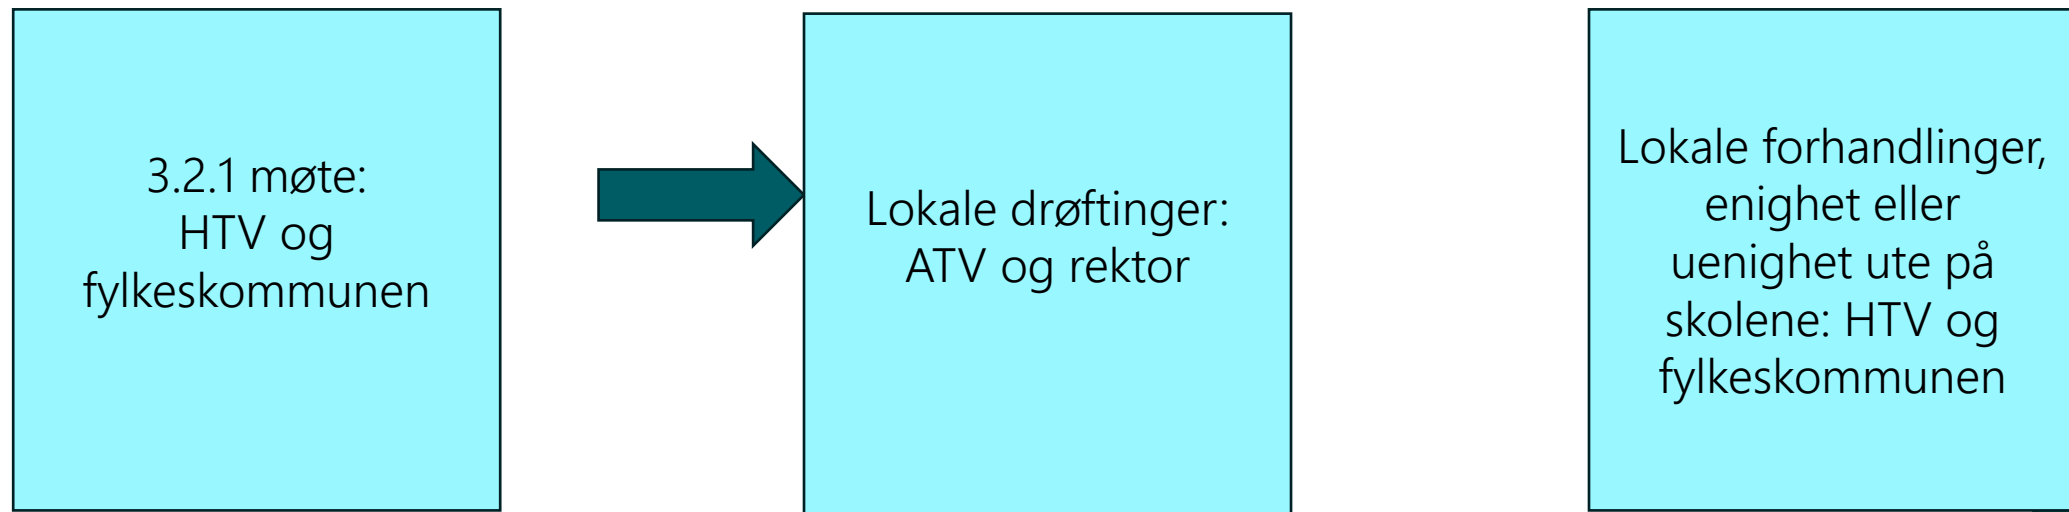 3.2.1 møte:
HTV og
fylkeskommunen
Lokale drøftinger:
ATV og rektor
Lokale forhandlinger,
enighet eller
uenighet ute på
skolene: HTV og
fylkeskommunen